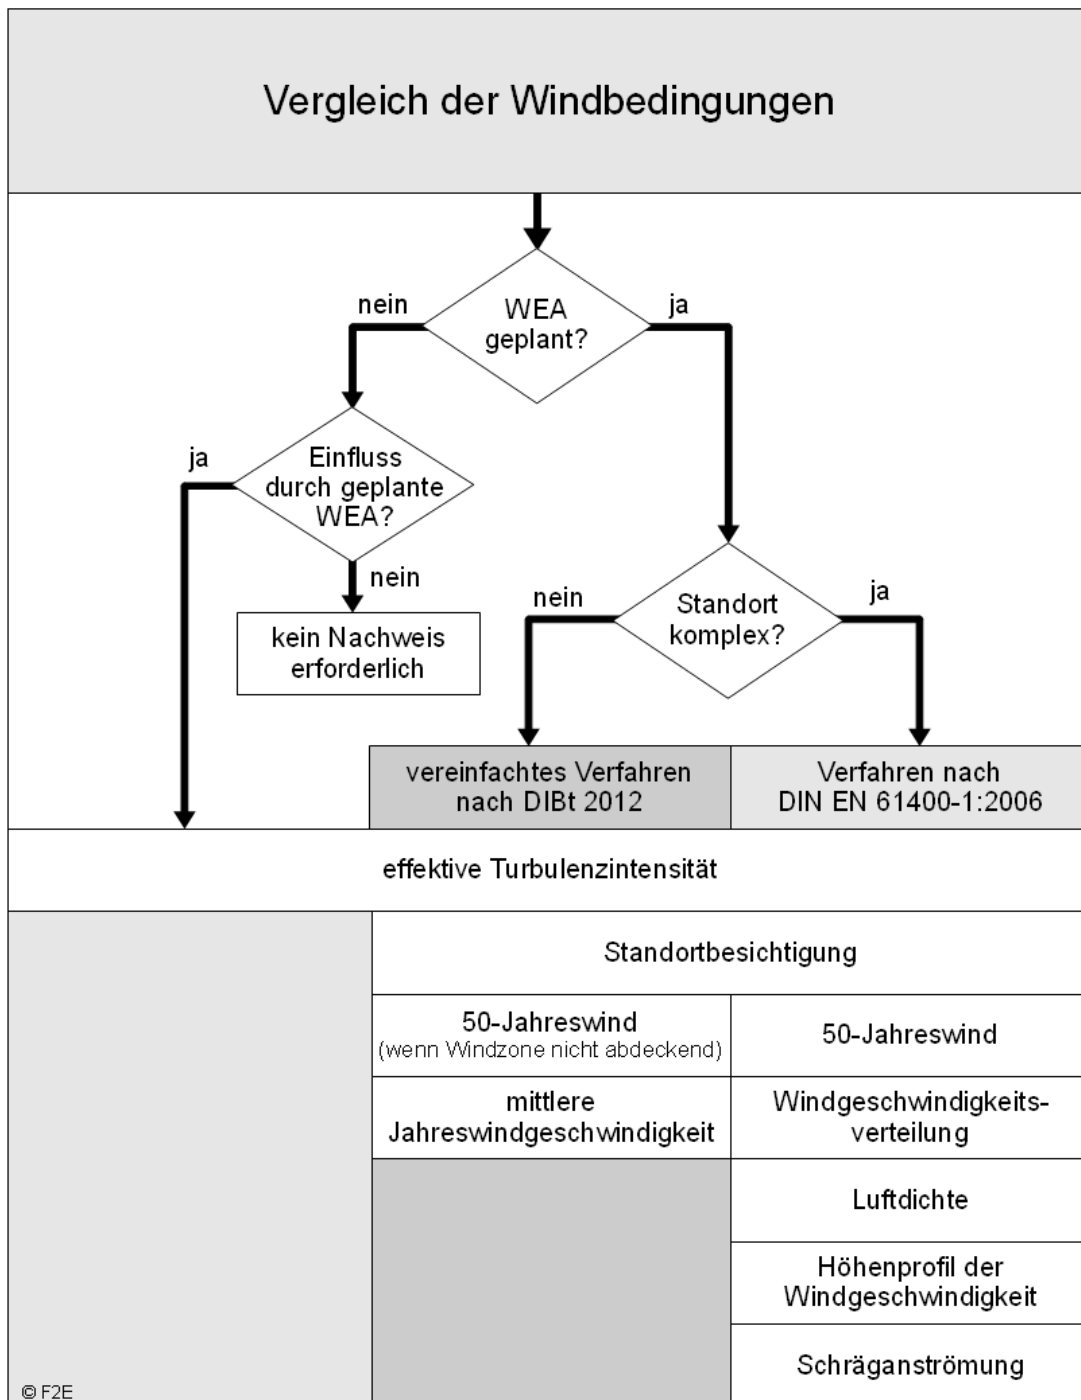 Vergleich der Windbedingungen
nein
WEA
geplant?
ja
ja
Einfluss
durch geplante
WEA?
nein
kein Nachweis
erforderlich
nein
Standort
komplex?
ja
vereinfachtes Verfahren
nach DIBt 2012
Verfahren nach
DIN EN 61400-1:2006
effektive Turbulenzintensität
Standortbesichtigung
50-Jahreswind
(wenn Windzone nicht abdeckend)
50-Jahreswind
mittlere
Jahreswindgeschwindigkeit
Windgeschwindigkeits-
verteilung
Luftdichte
Höhenprofil der
Windgeschwindigkeit
Schräganströmung
© F2E